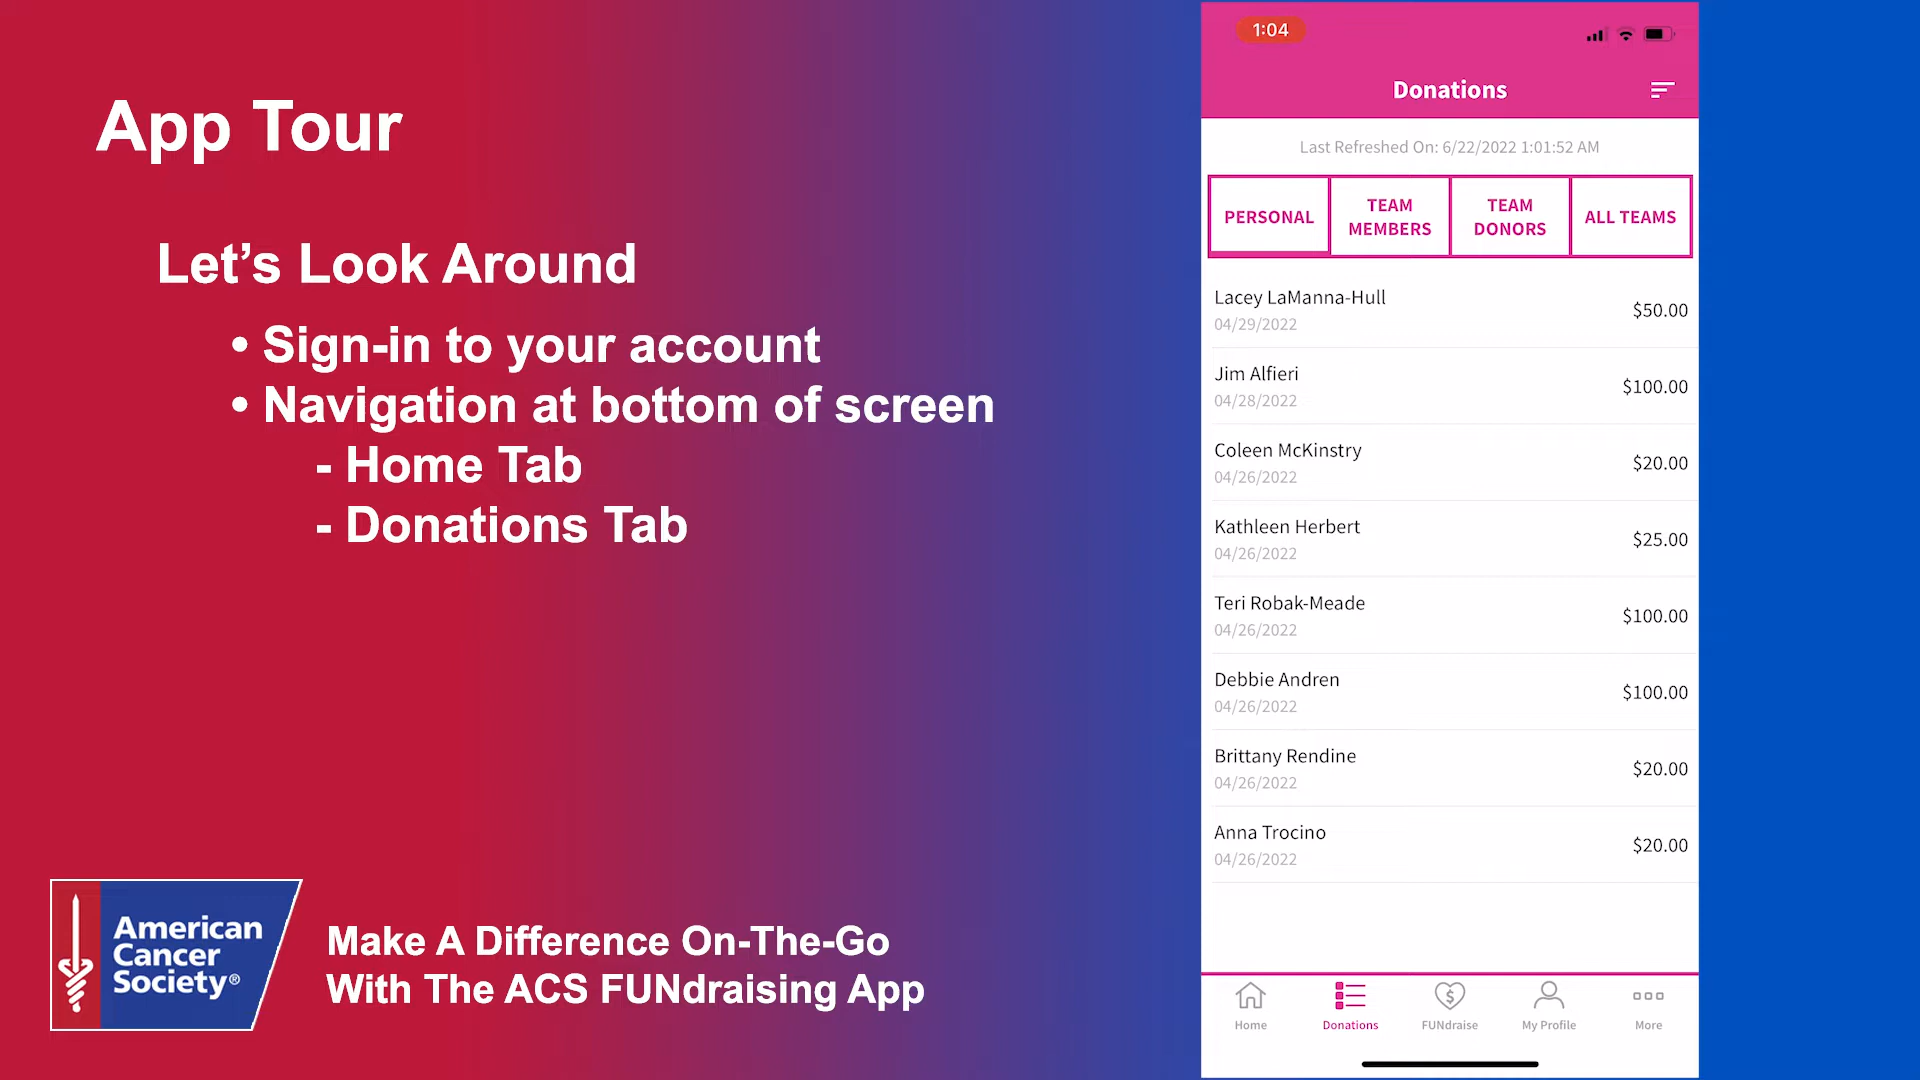 App Tour
Let’s Look Around
• Sign-in to your account
• Navigation at bottom of screen
- Home Tab
- Donations Tab
American
Cancer
Society®
Make A Difference On-The-Go
With The ACS FUNdraising App
1:04
Donations
Last Refreshed On: 6/22/2022 1:01:52 AM
PERSONAL
TEAM
MEMBERS
TEAM
DONORS
ALL TEAMS
Lacey LaManna-Hull
04/29/2022
$50.00
Jim Alfieri
04/28/2022
$100.00
Coleen McKinstry
04/26/2022
$20.00
Kathleen Herbert
04/26/2022
$25.00
Teri Robak-Meade
04/26/2022
$100.00
Debbie Andren
04/26/2022
$100.00
Brittany Rendine
04/26/2022
$20.00
Anna Trocino
04/26/2022
$20.00
Home
Donations
$
FUNdraise
My Profile
More